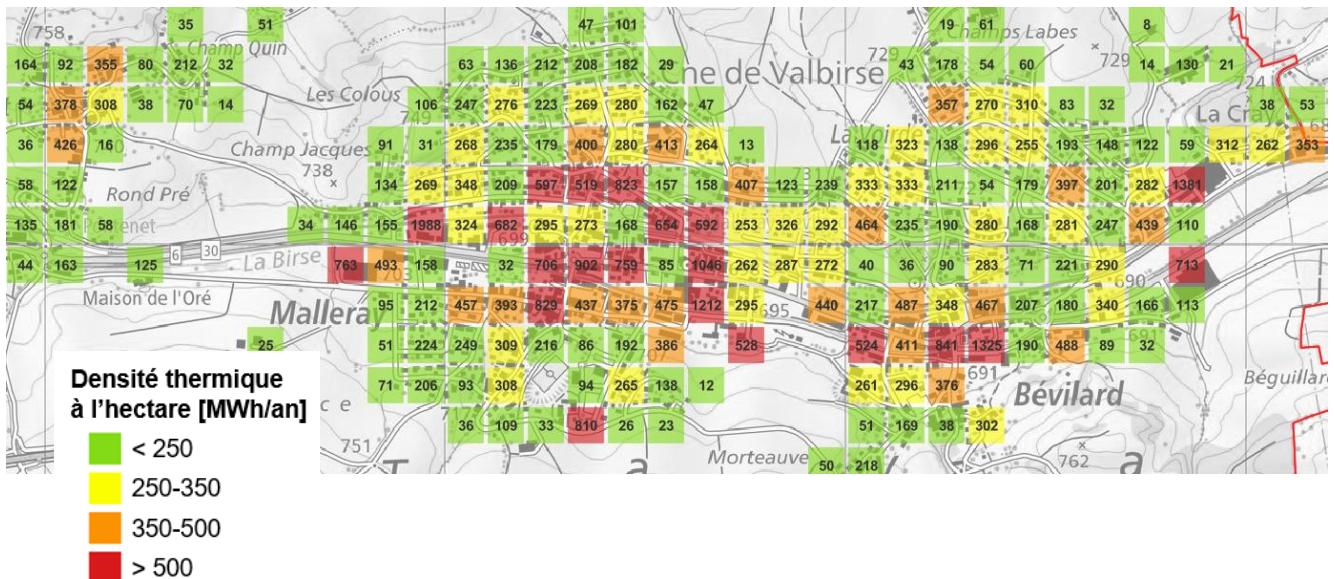 35 51 47 101 19 61 8
758 Champ Quin Champs Labes
164 92 355 80 212 32 63 136 212 208 182 29 ne de Valbirse 729 43 178 54 60 729 14 130 21
724
54 378 308 38 70 14 Les Colous 106 247 276 223 269 280 162 47 357 270 310 83 32 La Cray 38 53
749
36 426 16 Champ Jacques 91 31 268 235 179 400 280 413 264 13 118 323 138 296 255 193 148 122 59 312 262 353
738
58 122 Rond Pré 134 269 348 209 597 519 823 157 158 407 123 239 333 333 211 54 179 397 201 282 1381
135 181 58 34 146 155 1988 324 682 295 273 168 654 592 253 326 292 464 235 190 280 168 281 247 439 110
6 30 699
44 163 125 La Birse 763 493 158 32 706 902 759 85 1046 262 287 272 40 36 90 283 71 221 290 713
690
Maison de l'Oré Malleray 95 212 457 393 829 437 375 475 1212 295 695 440 217 487 348 467 207 180 340 166 113
25 51 224 249 309 216 86 192 386 528 524 411 841 1325 190 488 89 32
691
71 206 93 308 94 265 138 12 261 296 376 Bévilard Béguillard
36 109 33 810 26 23 51 169 38 302
751 Morteauve 762
50 218
Densité thermique
à l'hectare [MWh/an]
< 250
250-350
350-500
> 500